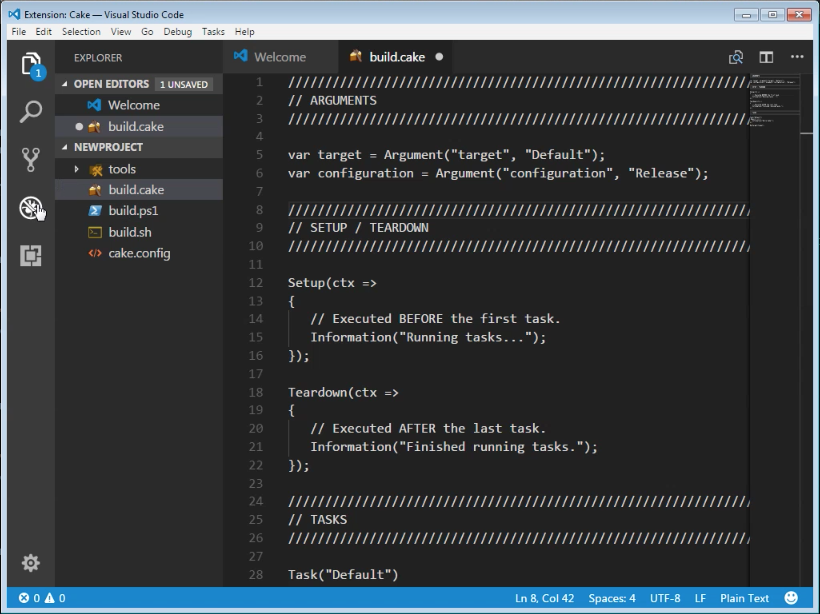 Extension: Cake — Visual Studio Code
File Edit Selection View Go Debug Tasks Help
1
EXPLORER
OPEN EDITORS 1 UNSAVED
Welcome
build.cake
NEWPROJECT
tools
build.cake
build.ps1
build.sh
cake.config
Welcome build.cake
1 ///////////////////////////////////////////////////////////////
2 // ARGUMENTS
3 ///////////////////////////////////////////////////////////////
4
5 var target = Argument("target", "Default");
6 var configuration = Argument("configuration", "Release");
7
8 ///////////////////////////////////////////////////////////////
9 // SETUP / TEARDOWN
10 ///////////////////////////////////////////////////////////////
11
12 Setup(ctx =>
13 {
14 // Executed BEFORE the first task.
15 Information("Running tasks...");
16 });
17
18 Teardown(ctx =>
19 {
20 // Executed AFTER the last task.
21 Information("Finished running tasks.");
22 });
23
24 ///////////////////////////////////////////////////////////////
25 // TASKS
26 ///////////////////////////////////////////////////////////////
27
28 Task("Default")
0 0 Ln 8, Col 42 Spaces: 4 UTF-8 LF Plain Text